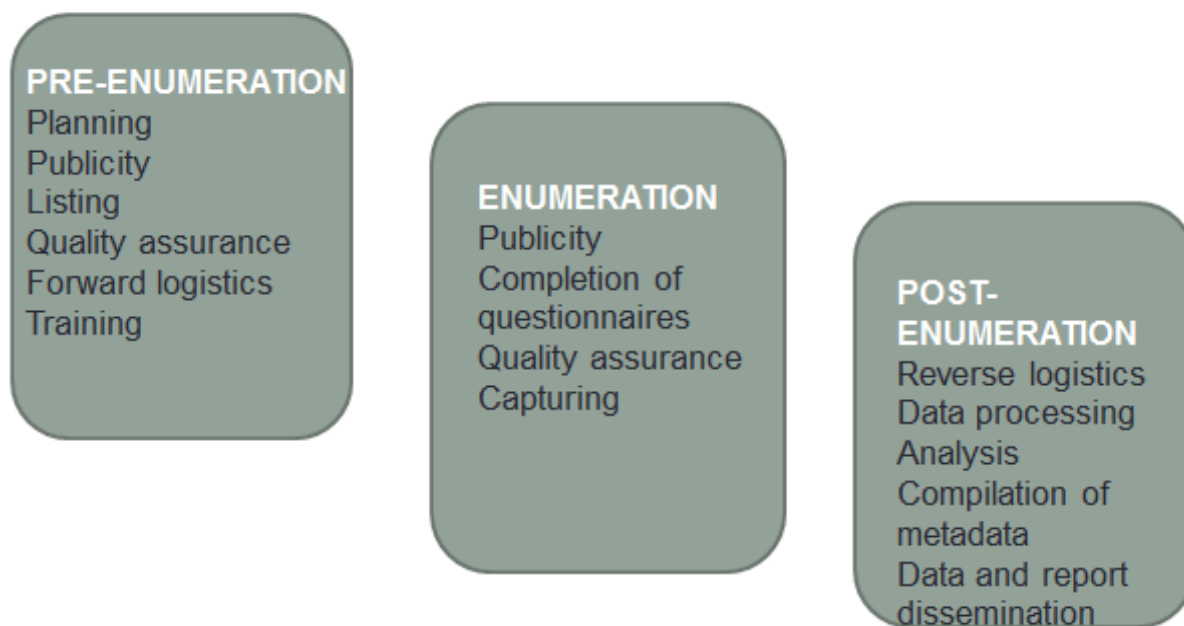 PRE-ENUMERATION
Planning
Publicity
Listing
Quality assurance
Forward logistics
Training
ENUMERATION
Publicity
Completion of
questionnaires
Quality assurance
Capturing
POST-
ENUMERATION
Reverse logistics
Data processing
Analysis
Compilation of
metadata
Data and report
dissemination